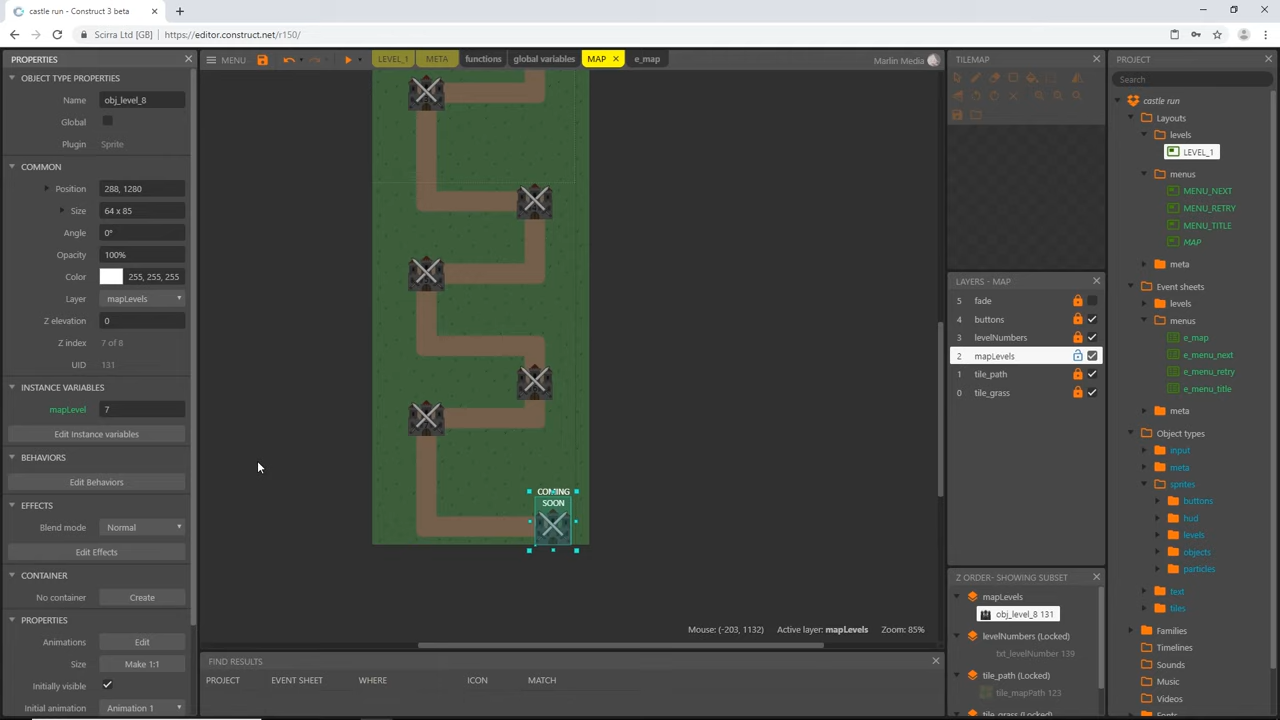 castle run - Construct 3 beta
Scirra Ltd [GB] | https://editor.construct.net/r150/
PROPERTIES
OBJECT TYPE PROPERTIES
Name obj_level_8
Global
Plugin Sprite
COMMON
Position 288, 1280
Size 64 x 85
Angle 0°
Opacity 100%
Color 255, 255, 255
Layer mapLevels
Z elevation 0
Z index 7 of 8
UID 131
INSTANCE VARIABLES
mapLevel 7
Edit Instance variables
BEHAVIORS
Edit Behaviors
EFFECTS
Blend mode Normal
Edit Effects
CONTAINER
No container Create
PROPERTIES
Animations Edit
Size Make 1:1
Initially visible
Initial animation Animation 1
MENU
LEVEL_1 META functions global variables MAP e_map
Marlin Media
COMING
SOON
Mouse: (-203, 1132) Active layer: mapLevels Zoom: 85%
FIND RESULTS
PROJECT EVENT SHEET WHERE ICON MATCH
TILEMAP
LAYERS - MAP
5 fade
4 buttons
3 levelNumbers
2 mapLevels
1 tile_path
0 tile_grass
Z ORDER- SHOWING SUBSET
mapLevels
obj_level_8 131
levelNumbers (Locked)
txt_levelNumber 139
tile_path (Locked)
tile_mapPath 123
tile_grass (Locked)
PROJECT
Search
castle run
Layouts
levels
LEVEL_1
menus
MENU_NEXT
MENU_RETRY
MENU_TITLE
MAP
meta
Event sheets
levels
menus
e_map
e_menu_next
e_menu_retry
e_menu_title
meta
Object types
input
meta
sprites
buttons
hud
levels
objects
particles
text
tiles
Families
Timelines
Sounds
Music
Videos
Fonts